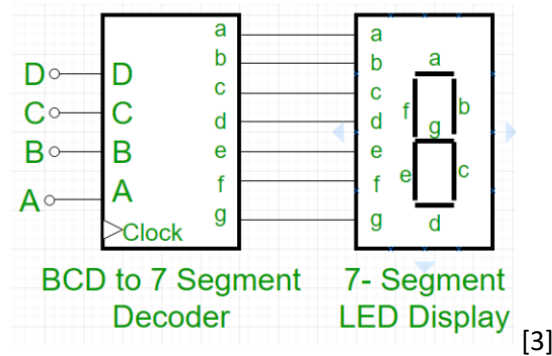 a a
b b a
D D c c
C C d d f b
B B e e g
A A f f e c
Clock g g d
BCD to 7 Segment 7- Segment
Decoder LED Display [3]